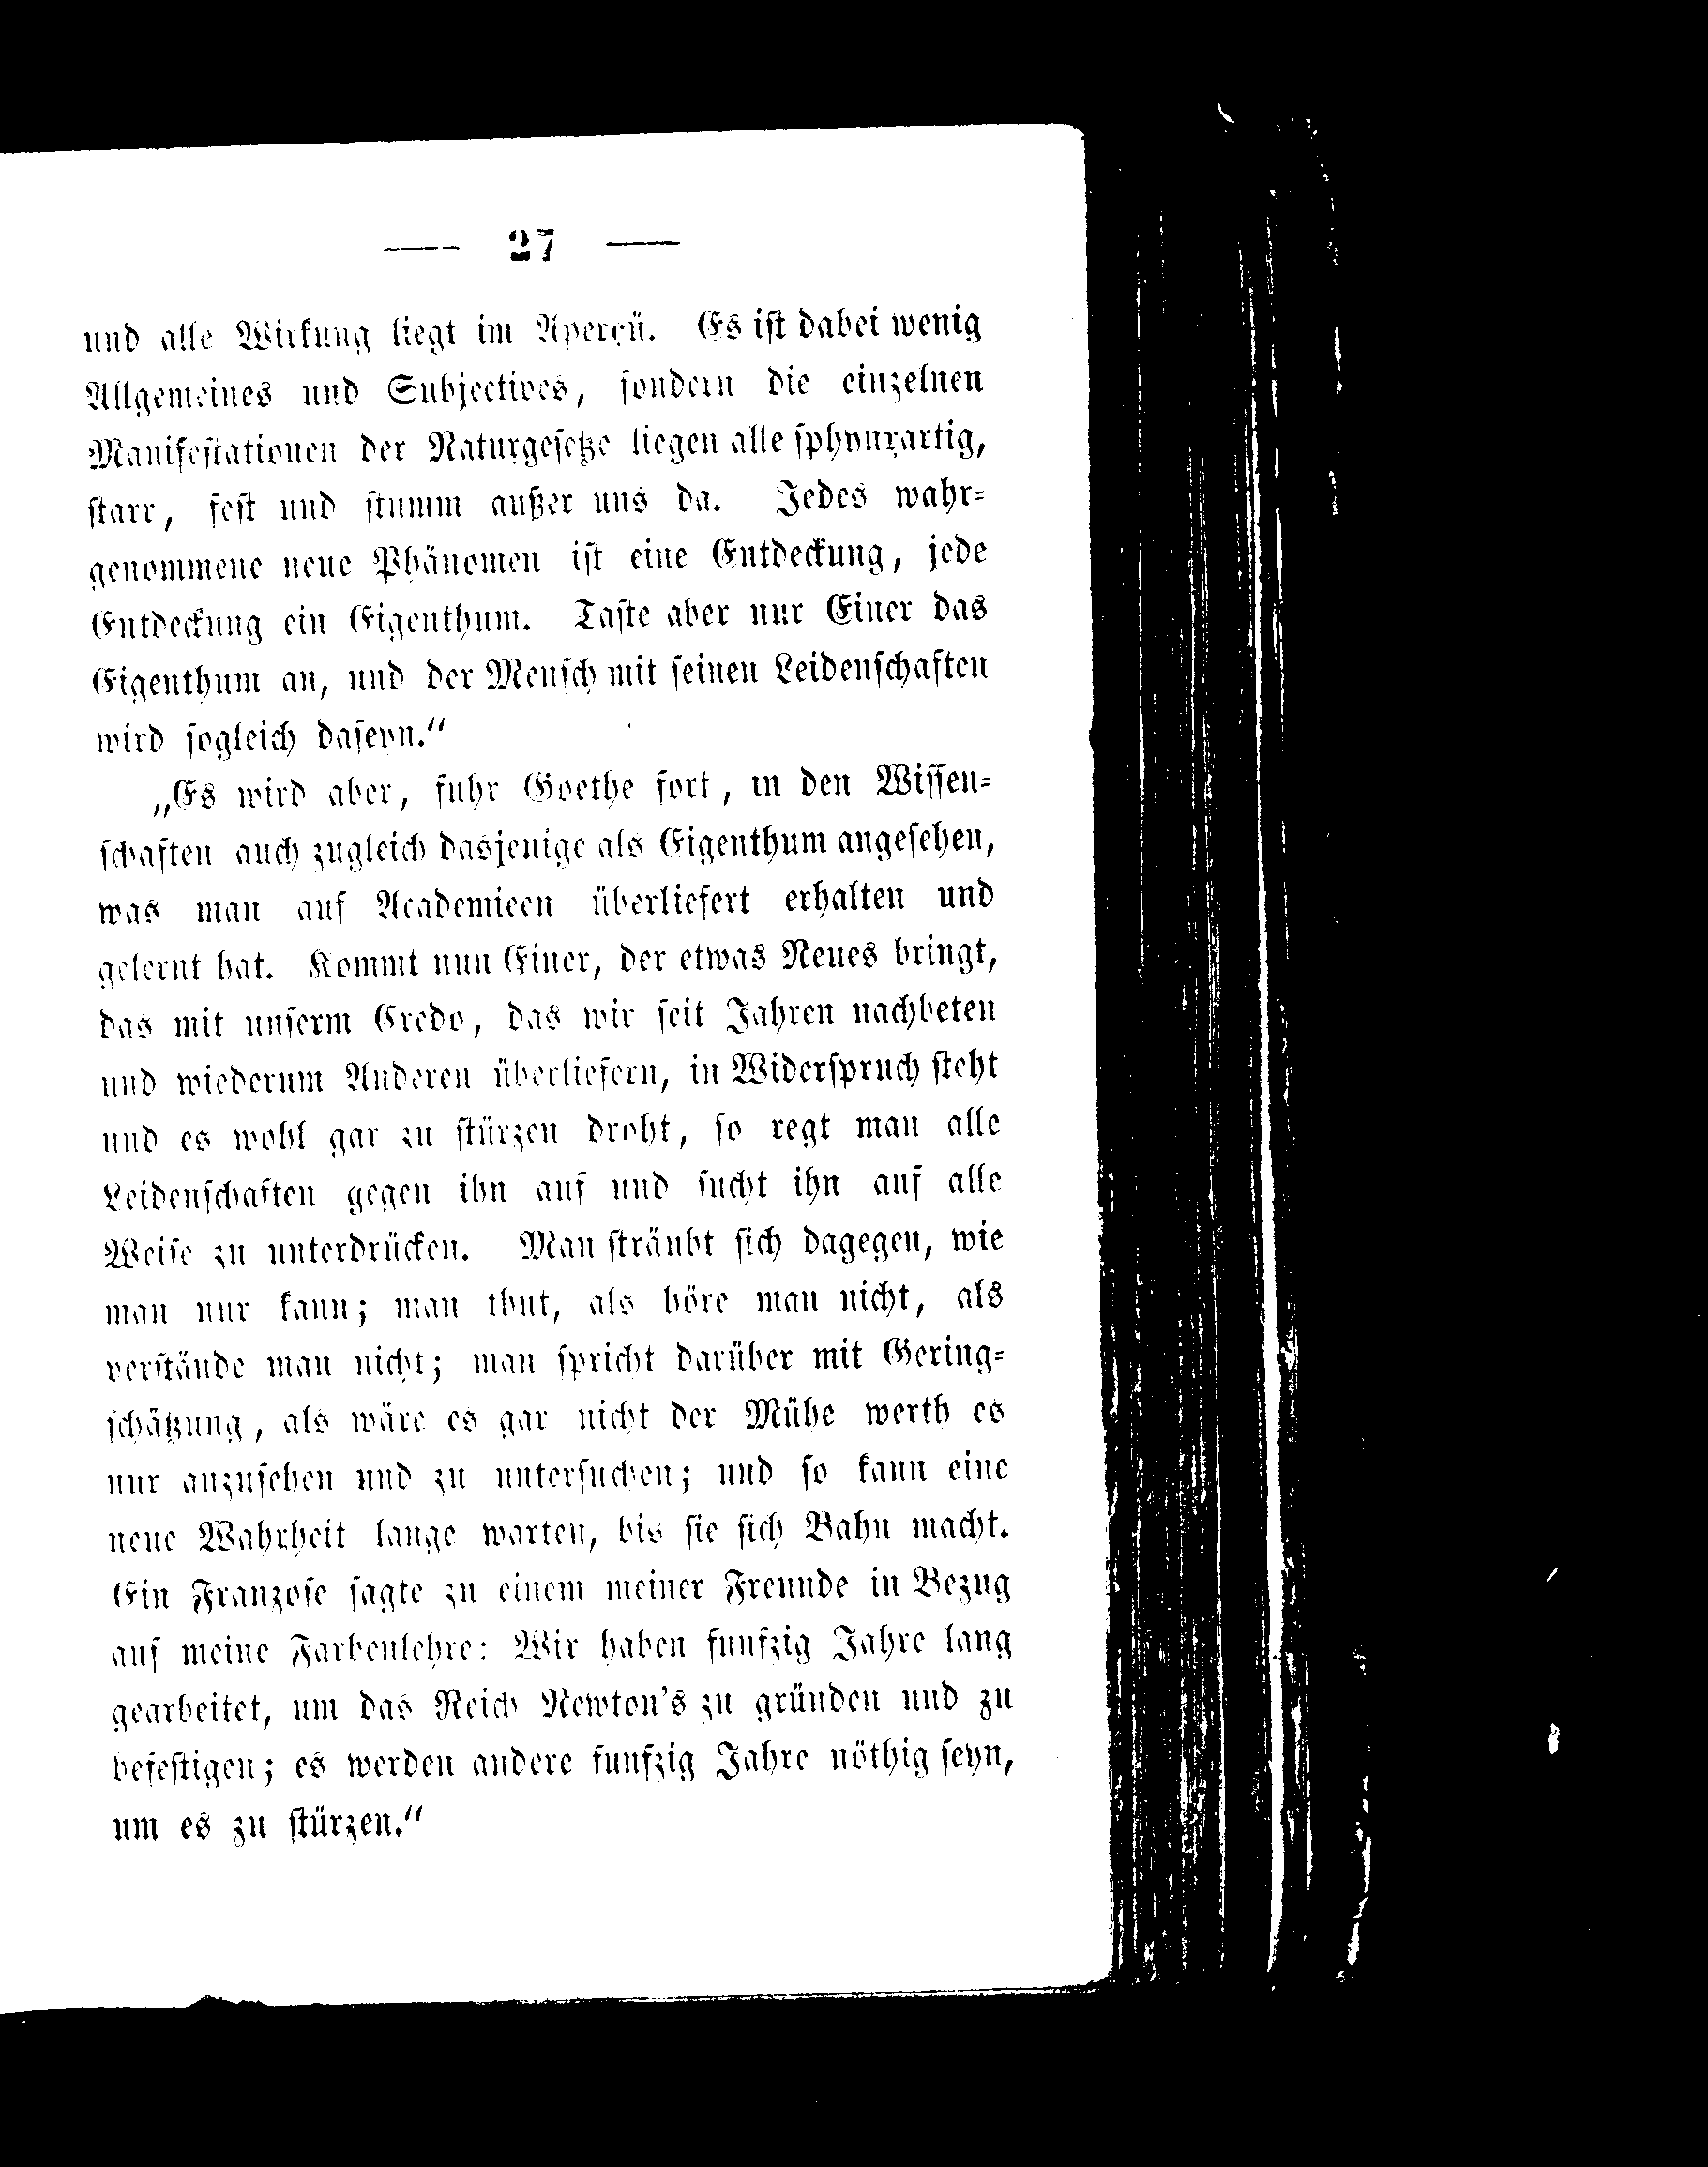 — 27 —
und alle Wirkung liegt im Aperçü. Es ist dabei wenig
Allgemeines und Subjectives, sondern die einzelnen
Manifestationen der Naturgesetze liegen alle sphynxartig,
starr, fest und stumm außer uns da. Jedes wahr-
genommene neue Phänomen ist eine Entdeckung, jede
Entdeckung ein Eigenthum. Taste aber nur Einer das
Eigenthum an, und der Mensch mit seinen Leidenschaften
wird sogleich daseyn.“
„Es wird aber, fuhr Goethe fort, in den Wissen-
schaften auch zugleich dasjenige als Eigenthum angesehen,
was man auf Academieen überliefert erhalten und
gelernt hat. Kommt nun Einer, der etwas Neues bringt,
das mit unserm Credo, das wir seit Jahren nachbeten
und wiederum Anderen überliefern, in Widerspruch steht
und es wohl gar zu stürzen droht, so regt man alle
Leidenschaften gegen ihn auf und sucht ihn auf alle
Weise zu unterdrücken. Man sträubt sich dagegen, wie
man nur kann; man thut, als höre man nicht, als
verstände man nicht; man spricht darüber mit Gering-
schätzung, als wäre es gar nicht der Mühe werth es
nur anzusehen und zu untersuchen; und so kann eine
neue Wahrheit lange warten, bis sie sich Bahn macht.
Ein Franzose sagte zu einem meiner Freunde in Bezug
auf meine Farbenlehre: Wir haben funfzig Jahre lang
gearbeitet, um das Reich Newton's zu gründen und zu
befestigen; es werden andere funfzig Jahre nöthig seyn,
um es zu stürzen.“